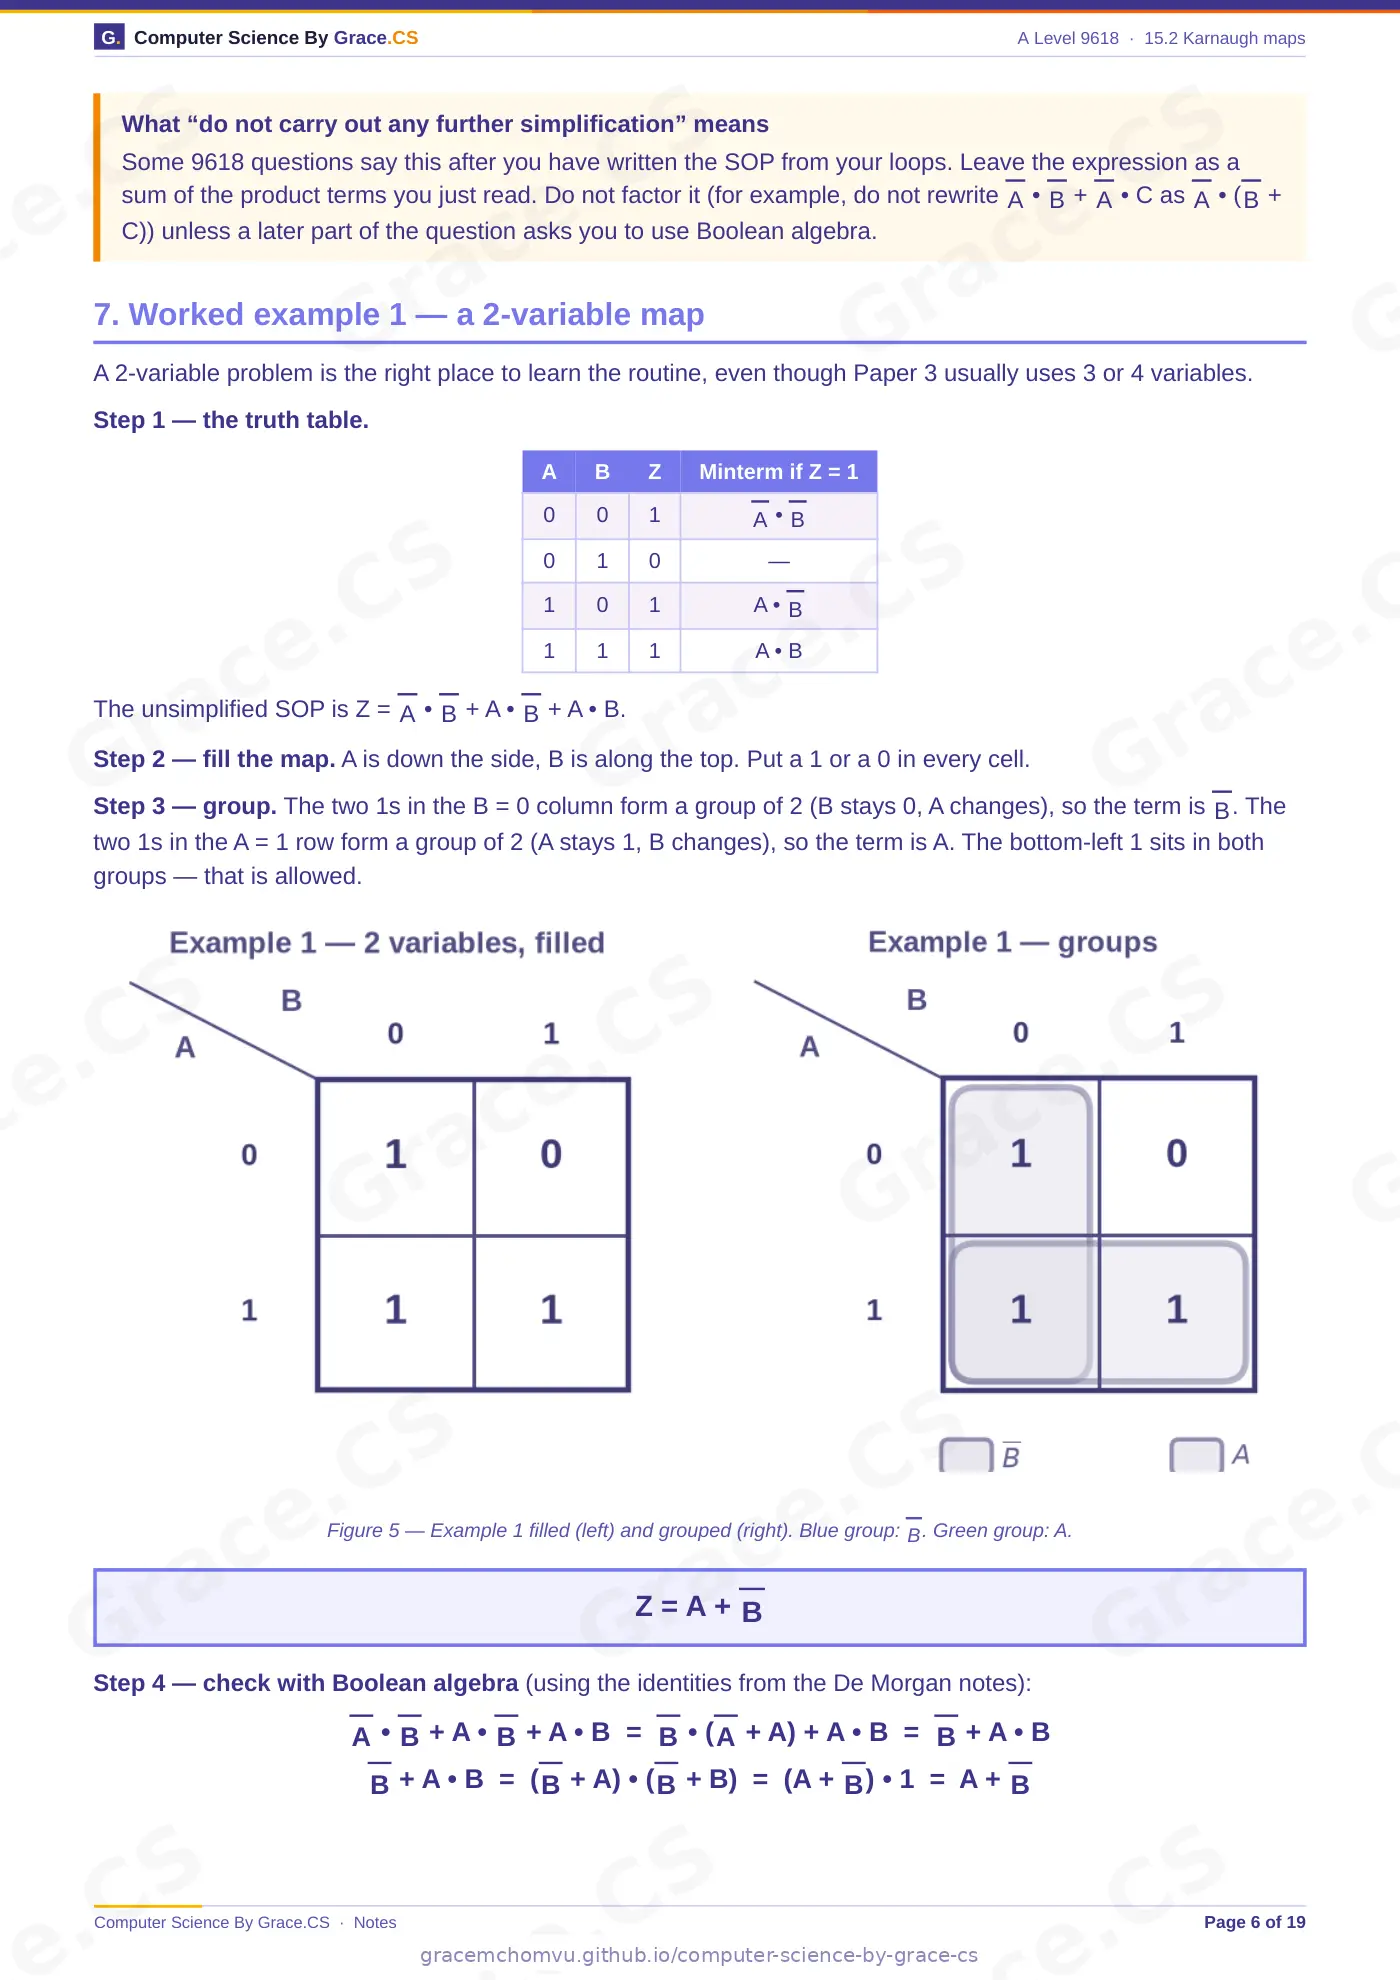 G. Computer Science By Grace.CS
A Level 9618 · 15.2 Karnaugh maps
What “do not carry out any further simplification” means
Some 9618 questions say this after you have written the SOP from your loops. Leave the expression as a
sum of the product terms you just read. Do not factor it (for example, do not rewrite A̅ • B̅ + A̅ • C as A̅ • (B̅ +
C)) unless a later part of the question asks you to use Boolean algebra.
7. Worked example 1 — a 2-variable map
A 2-variable problem is the right place to learn the routine, even though Paper 3 usually uses 3 or 4 variables.
Step 1 — the truth table.
A B Z Minterm if Z = 1
0 0 1 A̅ • B̅
0 1 0 —
1 0 1 A • B̅
1 1 1 A • B
The unsimplified SOP is Z = A̅ • B̅ + A • B̅ + A • B.
Step 2 — fill the map. A is down the side, B is along the top. Put a 1 or a 0 in every cell.
Step 3 — group. The two 1s in the B = 0 column form a group of 2 (B stays 0, A changes), so the term is B̅. The
two 1s in the A = 1 row form a group of 2 (A stays 1, B changes), so the term is A. The bottom-left 1 sits in both
groups — that is allowed.
Example 1 — 2 variables, filled
B
A
0 1
0 1 0
1 1 1
Example 1 — groups
B
A
0 1
0 1 0
1 1 1
B̅ A
Figure 5 — Example 1 filled (left) and grouped (right). Blue group: B̅. Green group: A.
Z = A + B̅
Step 4 — check with Boolean algebra (using the identities from the De Morgan notes):
A̅ • B̅ + A • B̅ + A • B = B̅ • (A̅ + A) + A • B = B̅ + A • B
B̅ + A • B = (B̅ + A) • (B̅ + B) = (A + B̅) • 1 = A + B̅
Computer Science By Grace.CS · Notes
Page 6 of 19
gracemchomvu.github.io/computer-science-by-grace-cs